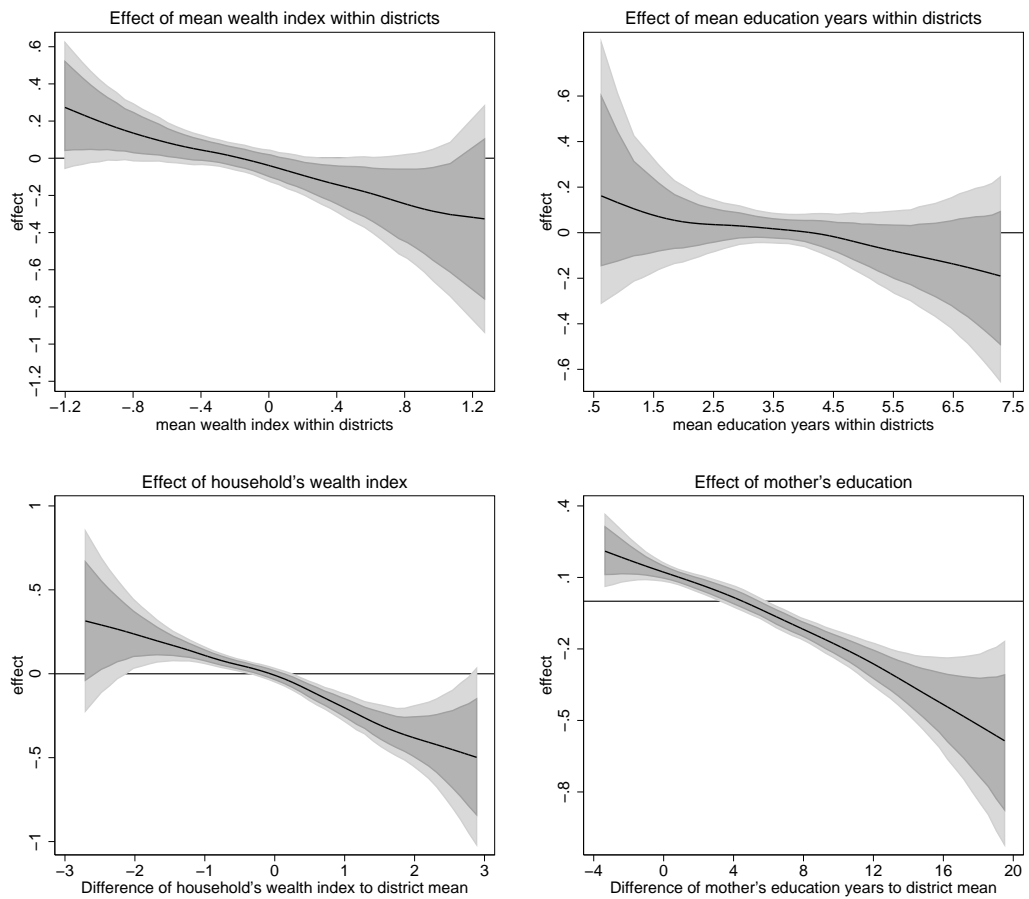 Effect of mean wealth index within districts
.6
.4
.2
0
−.2
−.4
−.6
−.8
−1
−1.2
effect
−1.2 −.8 −.4 0 .4 .8 1.2
mean wealth index within districts
Effect of mean education years within districts
.6
.4
.2
0
−.2
−.4
−.6
effect
.5 1.5 2.5 3.5 4.5 5.5 6.5 7.5
mean education years within districts
Effect of household's wealth index
1
.5
0
−.5
−1
effect
−3 −2 −1 0 1 2 3
Difference of household's wealth index to district mean
Effect of mother's education
.4
.1
−.2
−.5
−.8
effect
−4 0 4 8 12 16 20
Difference of mother's education years to district mean